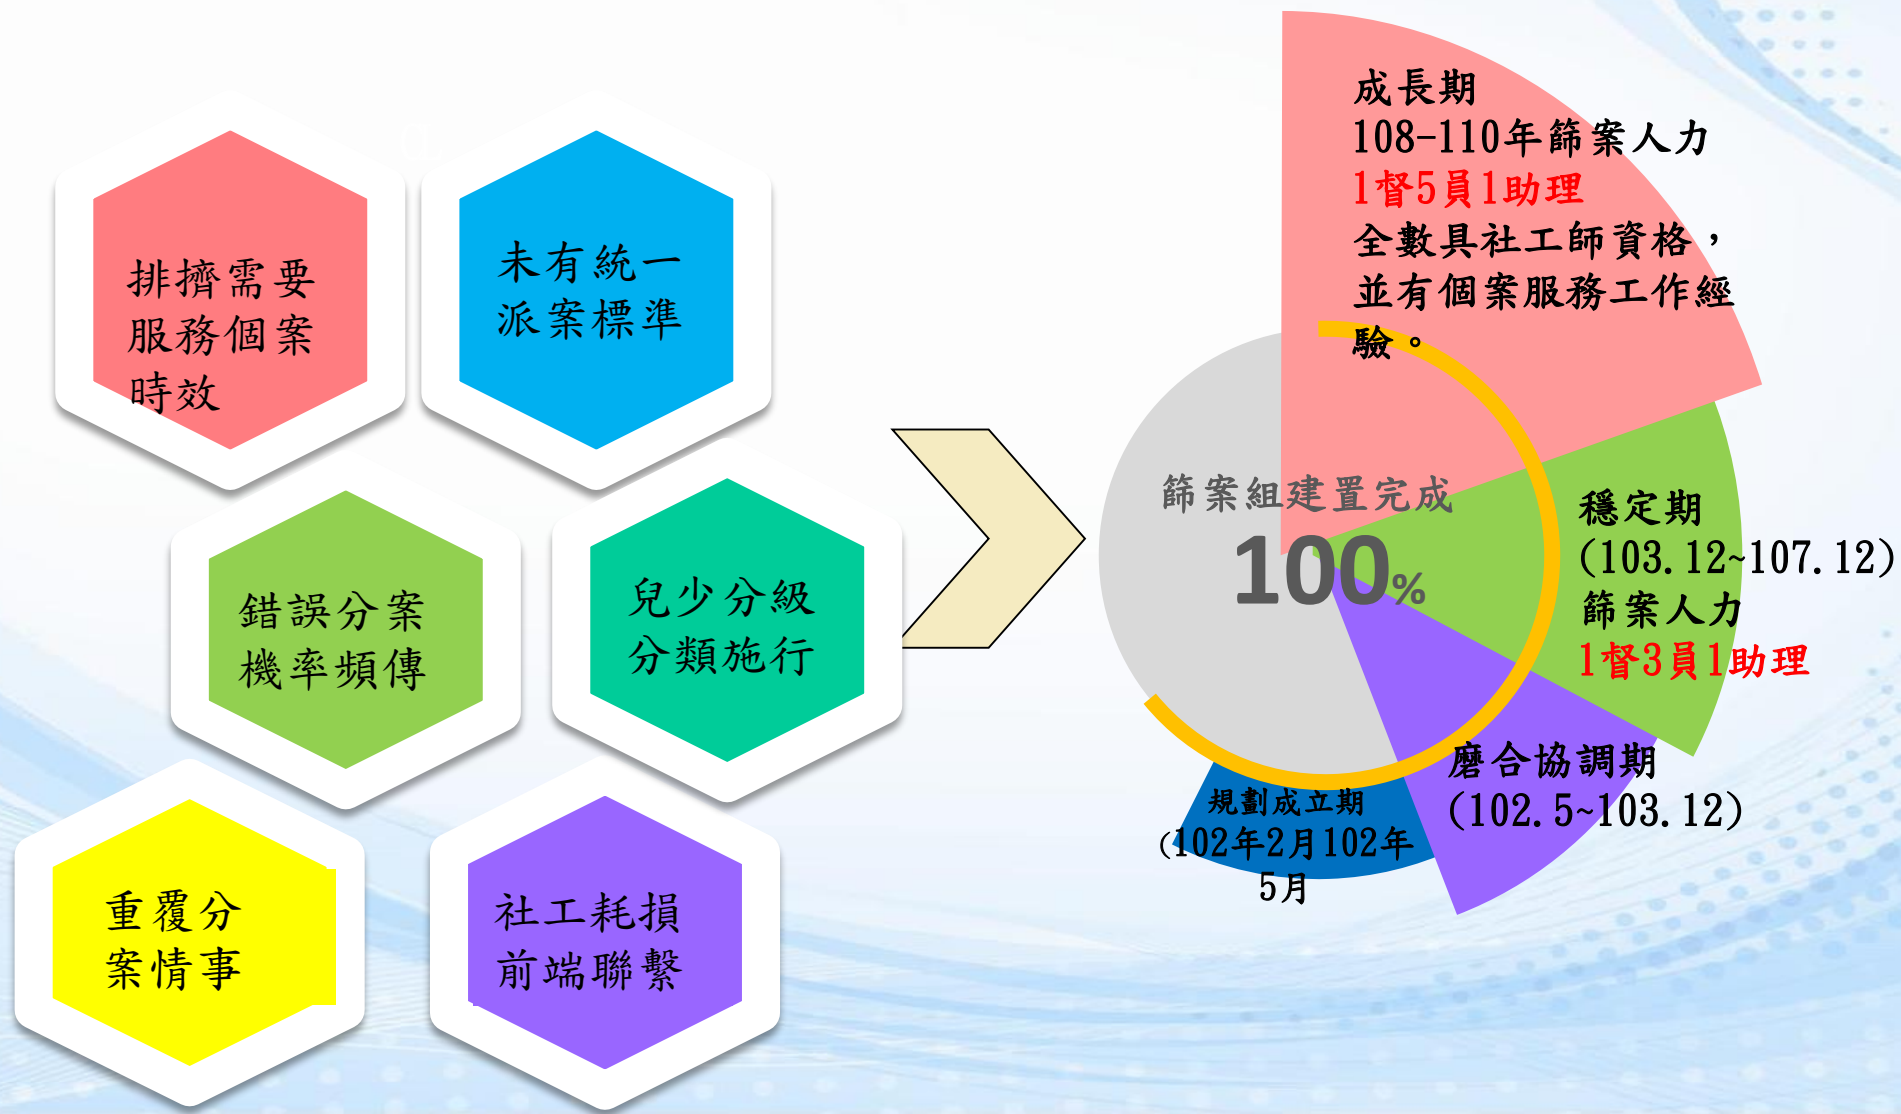 排擠需要
服務個案
時效
未有統一
派案標準
錯誤分案
機率頻傳
兒少分級
分類施行
重覆分
案情事
社工耗損
前端聯繫
成長期
108-110年篩案人力
1督5員1助理
全數具社工師資格，
並有個案服務工作經
驗。
篩案組建置完成
100%
穩定期
(103.12~107.12)
篩案人力
1督3員1助理
磨合協調期
(102.5~103.12)
規劃成立期
(102年2月102年
5月